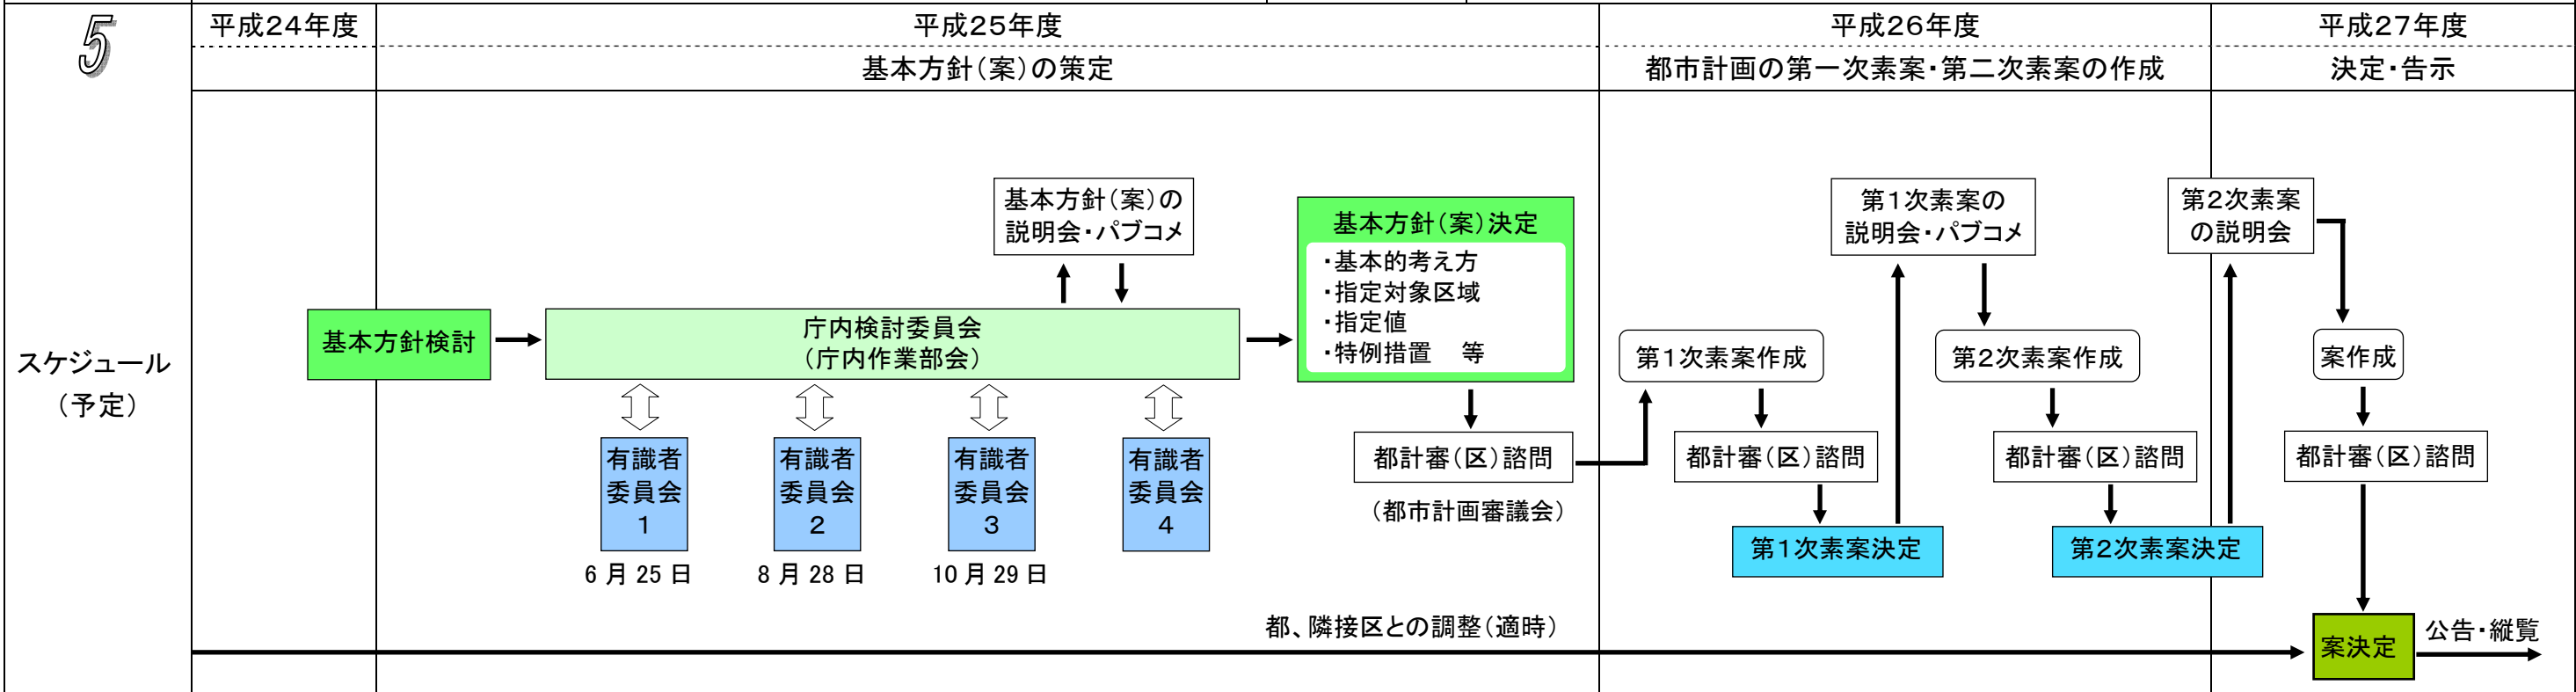 5
平成24年度
平成25年度
平成26年度
平成27年度
基本方針（案）の策定
都市計画の第一次素案・第二次素案の作成
決定・告示
スケジュール
（予定）
基本方針検討
庁内検討委員会
（庁内作業部会）
基本方針（案）の
説明会・パブコメ
有識者
委員会
1
6月25日
有識者
委員会
2
8月28日
有識者
委員会
3
10月29日
有識者
委員会
4
基本方針（案）決定
・基本的考え方
・指定対象区域
・指定値
・特例措置　等
都計審（区）諮問
（都市計画審議会）
第1次素案作成
都計審（区）諮問
第1次素案決定
第1次素案の
説明会・パブコメ
第2次素案作成
都計審（区）諮問
第2次素案決定
第2次素案
の説明会
案作成
都計審（区）諮問
都、隣接区との調整（適時）
案決定
公告・縦覧